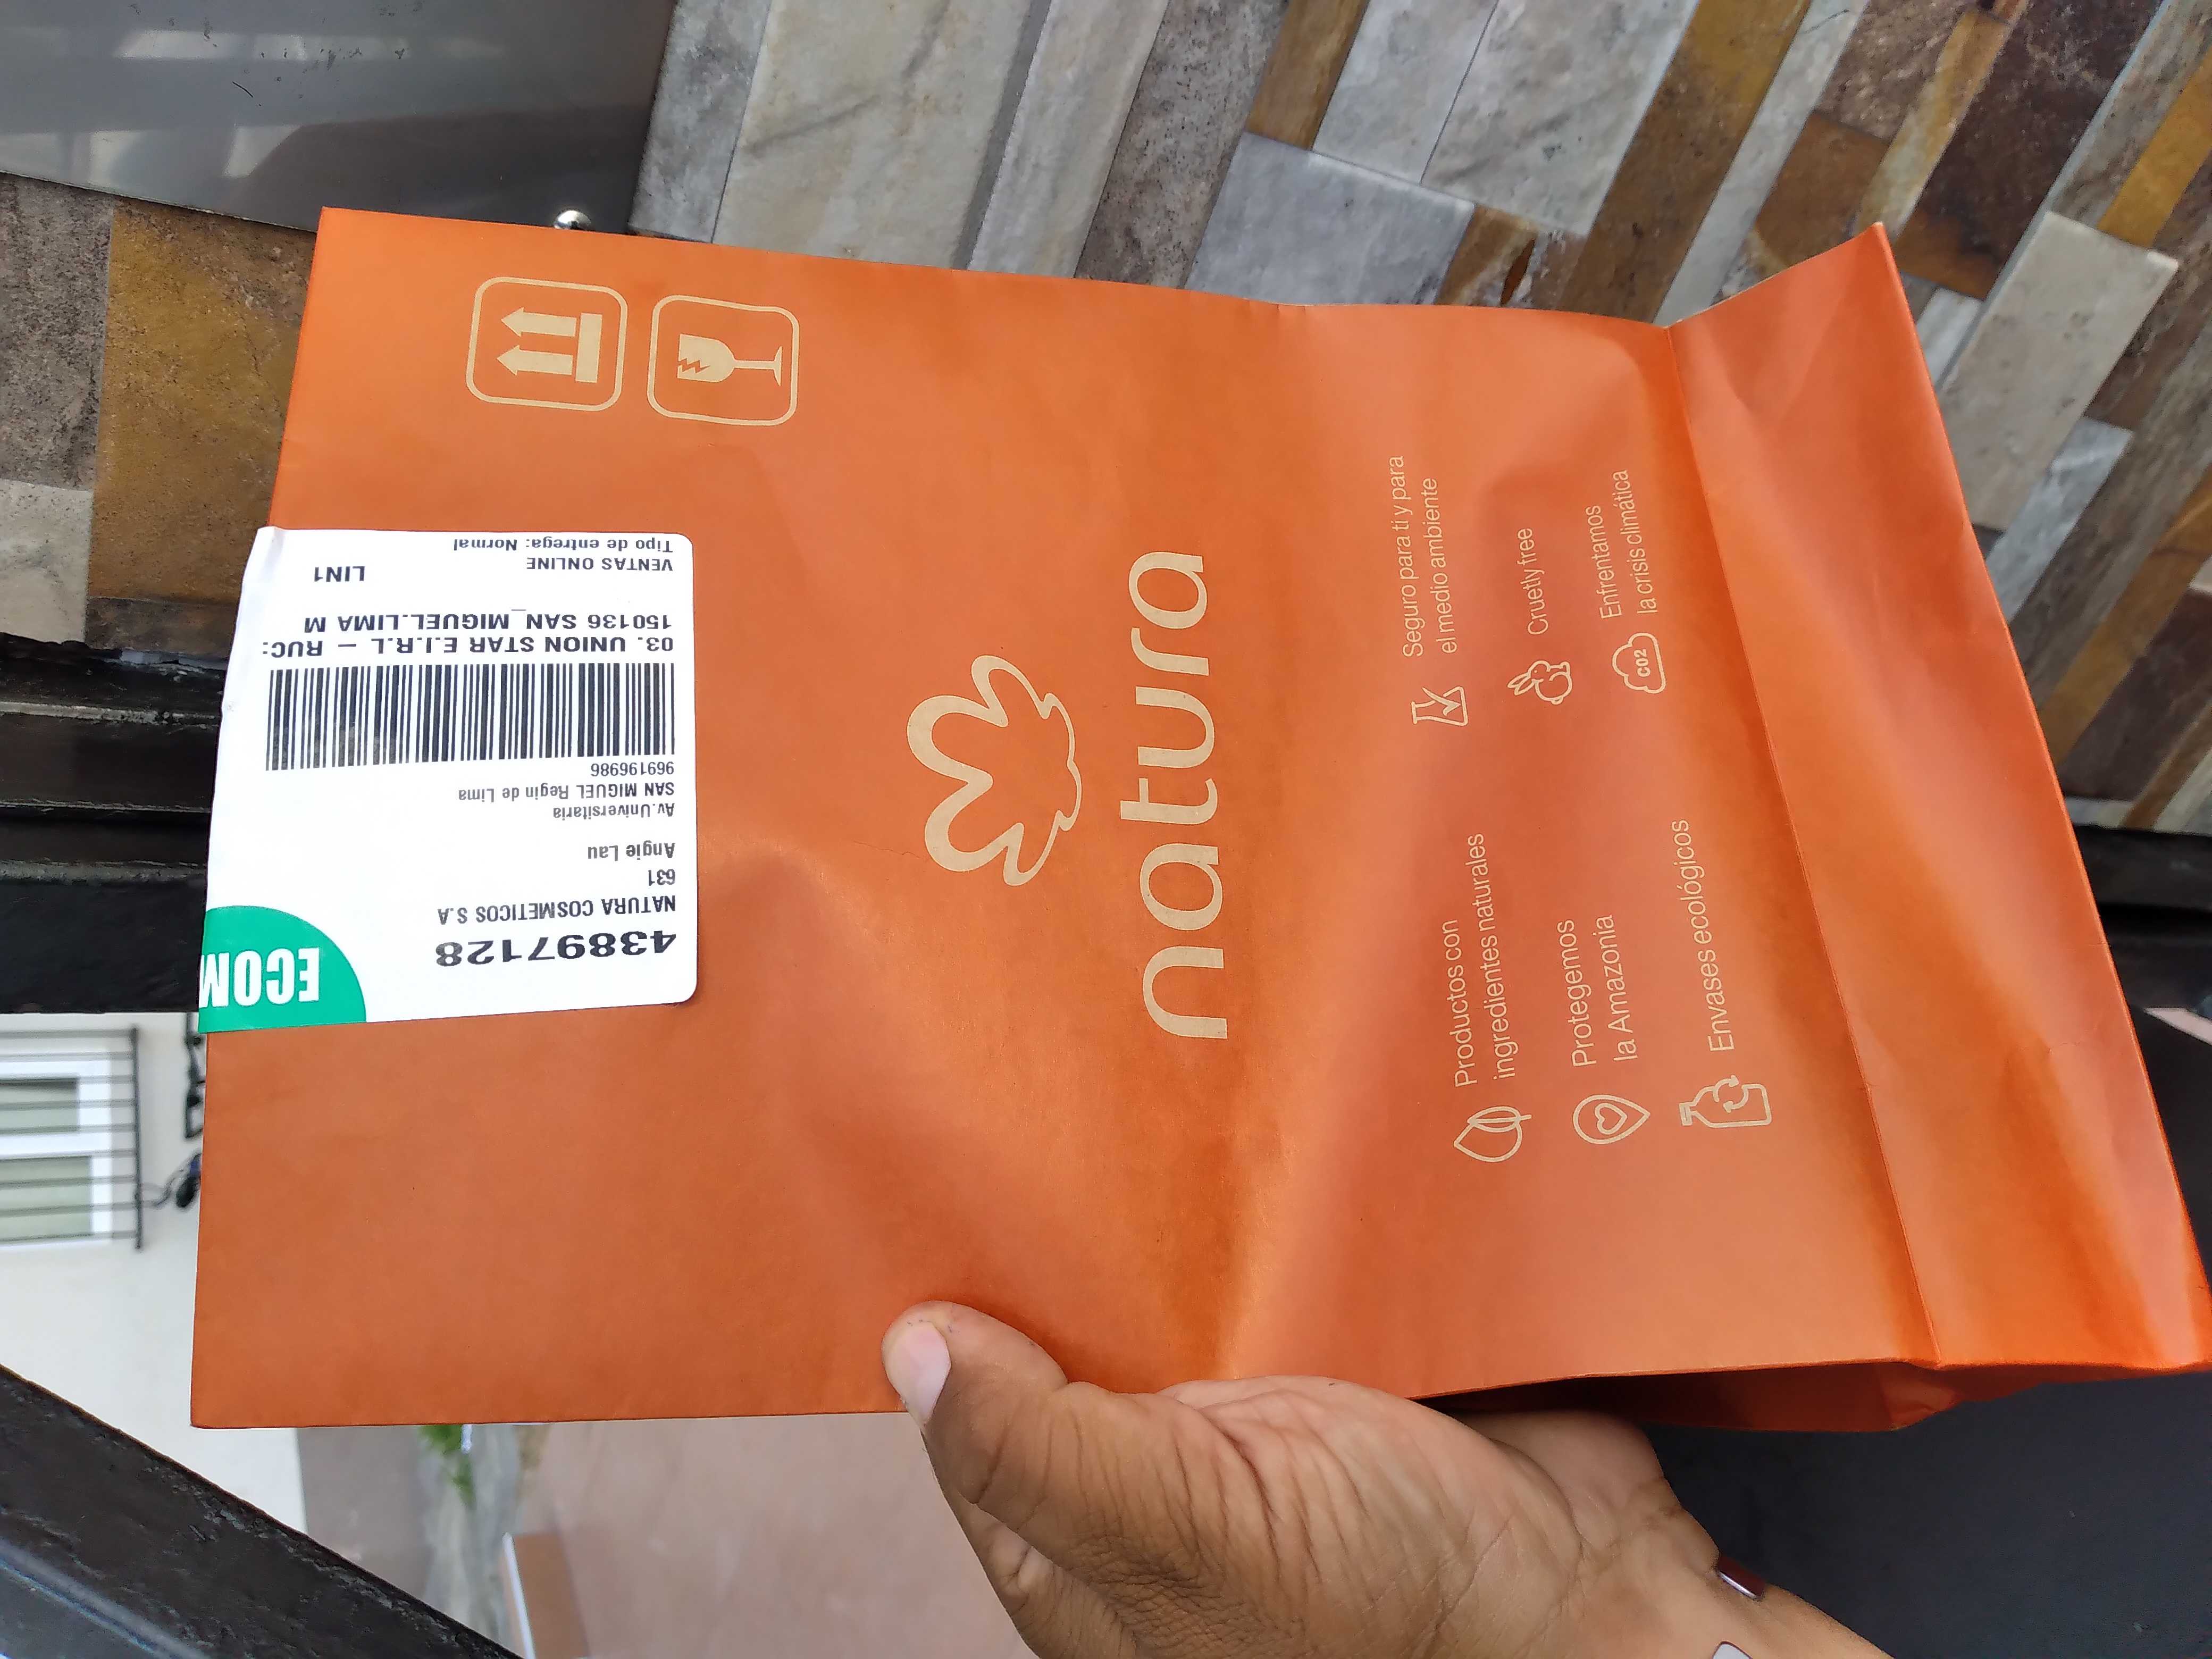 ECOM
43897128
NATURA COSMETICOS S.A
631
Angie Lau
Av.Universitaria
SAN MIGUEL Regin de Lima
969196986
03. UNION STAR E.I.R.L - RUC:
150136 SAN_MIGUEL.LIMA M
LIN1
VENTAS ONLINE
Tipo de entrega: Normal
natura
Productos con
ingredientes naturales
Protegemos
la Amazonia
Envases ecológicos
Seguro para ti y para
el medio ambiente
Cruelty free
Enfrentamos
la crisis climática
CO2